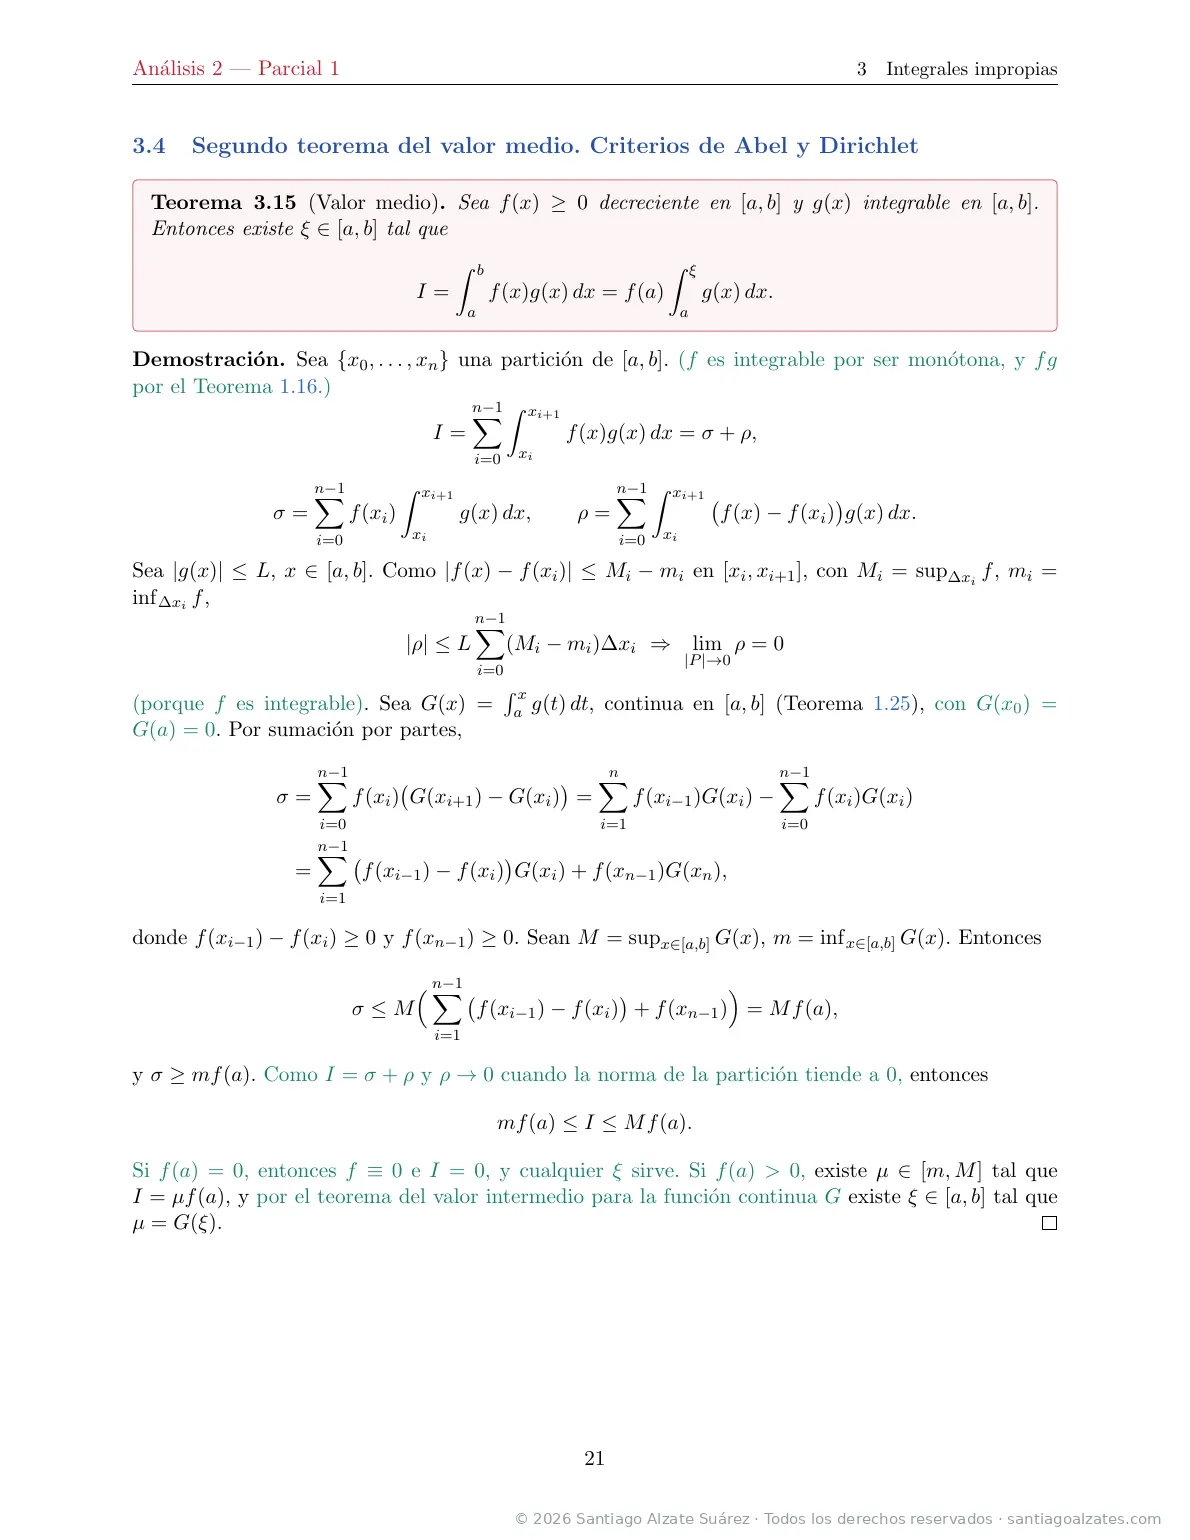 Análisis 2 — Parcial 1 3 Integrales impropias
3.4 Segundo teorema del valor medio. Criterios de Abel y Dirichlet
Teorema 3.15 (Valor medio). Sea f(x) ≥ 0 decreciente en [a, b] y g(x) integrable en [a, b].
Entonces existe ξ ∈ [a, b] tal que
I = ∫_a^b f(x)g(x) dx = f(a) ∫_a^ξ g(x) dx.
Demostración. Sea {x_0, . . . , x_n} una partición de [a, b]. (f es integrable por ser monótona, y fg
por el Teorema 1.16.)
I = ∑_{i=0}^{n−1} ∫_{x_i}^{x_{i+1}} f(x)g(x) dx = σ + ρ,
σ = ∑_{i=0}^{n−1} f(x_i) ∫_{x_i}^{x_{i+1}} g(x) dx, ρ = ∑_{i=0}^{n−1} ∫_{x_i}^{x_{i+1}} (f(x) − f(x_i))g(x) dx.
Sea |g(x)| ≤ L, x ∈ [a, b]. Como |f(x) − f(x_i)| ≤ M_i − m_i en [x_i, x_{i+1}], con M_i = sup_{Δx_i} f, m_i =
inf_{Δx_i} f,
|ρ| ≤ L ∑_{i=0}^{n−1} (M_i − m_i)Δx_i ⇒ lim_{|P|→0} ρ = 0
(porque f es integrable). Sea G(x) = ∫_a^x g(t) dt, continua en [a, b] (Teorema 1.25), con G(x_0) =
G(a) = 0. Por sumación por partes,
σ = ∑_{i=0}^{n−1} f(x_i)(G(x_{i+1}) − G(x_i)) = ∑_{i=1}^{n} f(x_{i−1})G(x_i) − ∑_{i=0}^{n−1} f(x_i)G(x_i)
= ∑_{i=1}^{n−1} (f(x_{i−1}) − f(x_i))G(x_i) + f(x_{n−1})G(x_n),
donde f(x_{i−1}) − f(x_i) ≥ 0 y f(x_{n−1}) ≥ 0. Sean M = sup_{x∈[a,b]} G(x), m = inf_{x∈[a,b]} G(x). Entonces
σ ≤ M(∑_{i=1}^{n−1} (f(x_{i−1}) − f(x_i)) + f(x_{n−1})) = Mf(a),
y σ ≥ mf(a). Como I = σ + ρ y ρ → 0 cuando la norma de la partición tiende a 0, entonces
mf(a) ≤ I ≤ Mf(a).
Si f(a) = 0, entonces f ≡ 0 e I = 0, y cualquier ξ sirve. Si f(a) > 0, existe μ ∈ [m, M] tal que
I = μf(a), y por el teorema del valor intermedio para la función continua G existe ξ ∈ [a, b] tal que
μ = G(ξ). □
21
© 2026 Santiago Alzate Suárez · Todos los derechos reservados · santiagoalzates.com